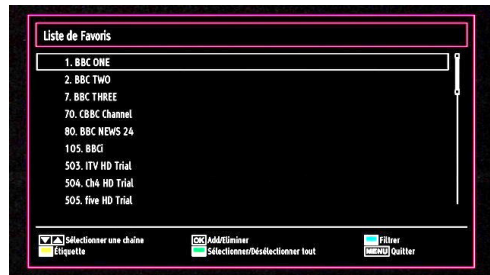 Liste de Favoris
1. BBC ONE
2. BBC TWO
7. BBC THREE
70. CBBC Channel
80. BBC NEWS 24
105. BBCi
503. ITV HD Trial
504. Ch4 HD Trial
505. five HD Trial
Sélectionner une chaîne OK Add/Eliminer Filtrer
Étiquette Sélectionner/Désélectionner tout MENU Quitter